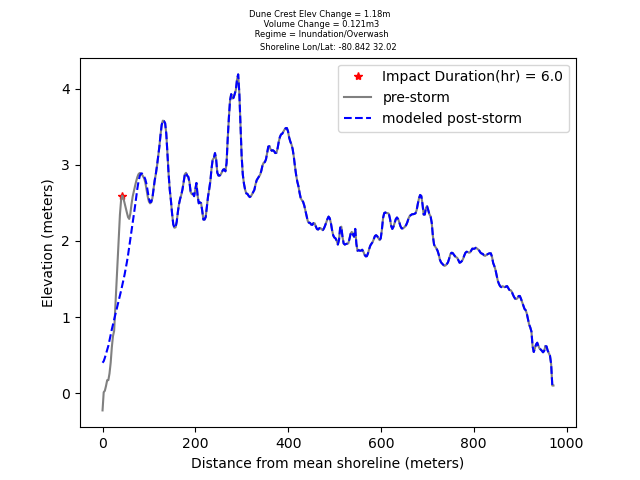 Dune Crest Elev Change = 1.18m
Volume Change = 0.121m3
Regime = Inundation/Overwash
Shoreline Lon/Lat: -80.842 32.02
Impact Duration(hr) = 6.0
pre-storm
modeled post-storm
Elevation (meters)
4
3
2
1
0
0 200 400 600 800 1000
Distance from mean shoreline (meters)